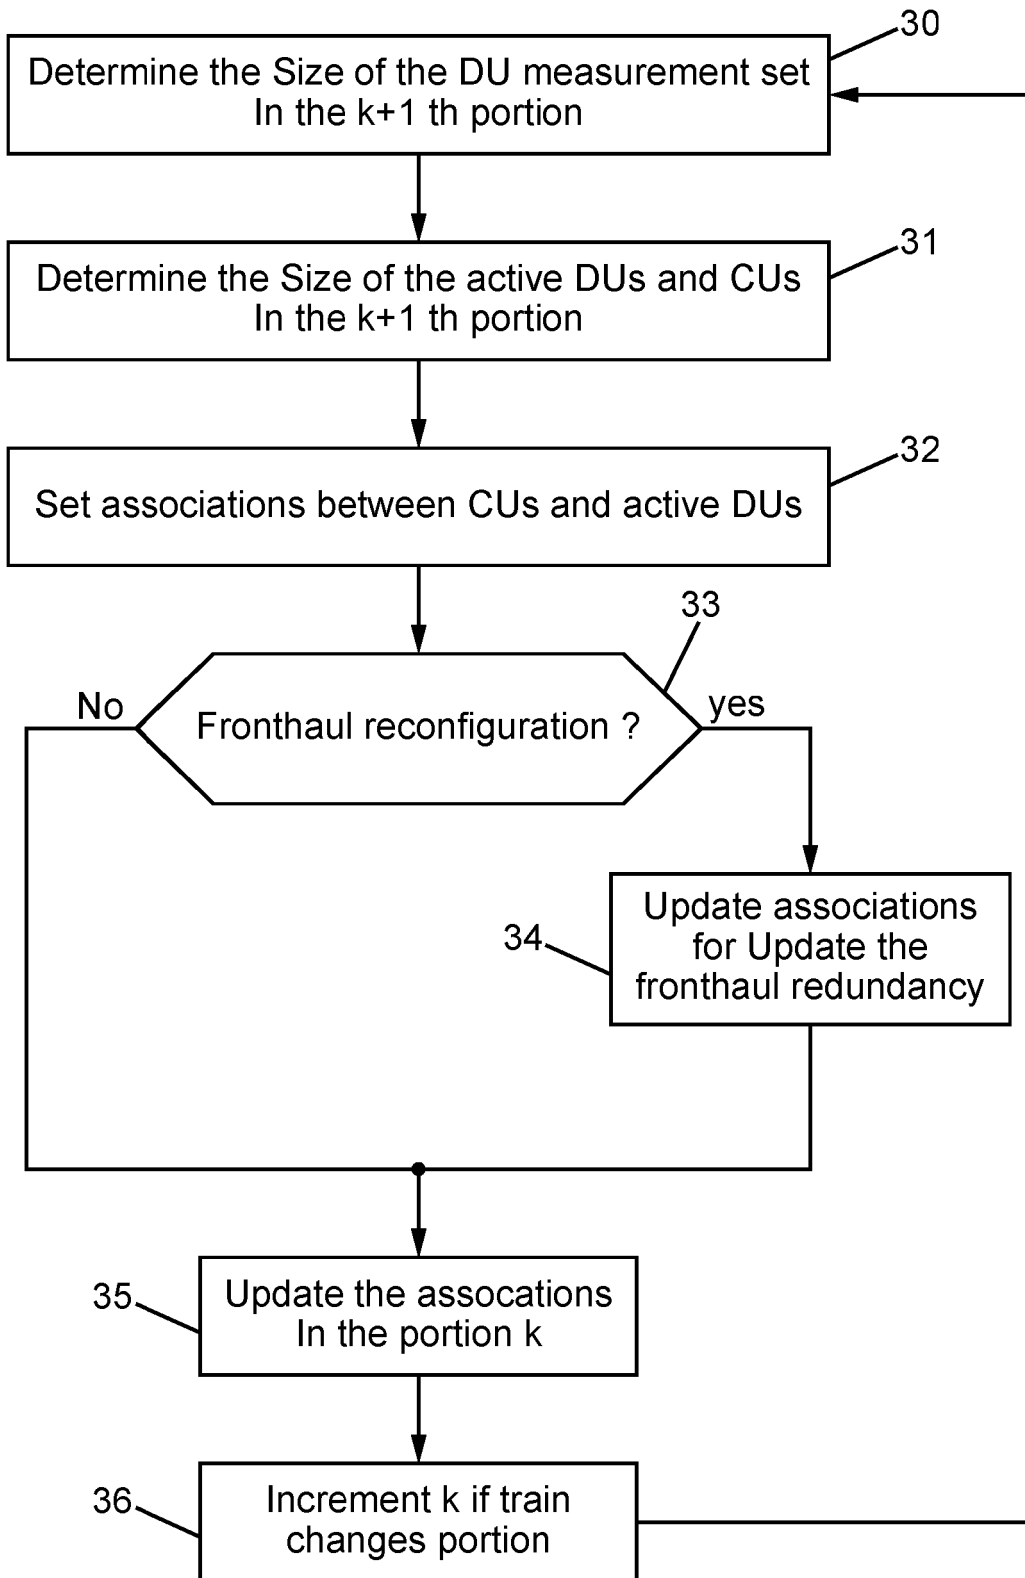 30
Determine the Size of the DU measurement set
In the k+1 th portion
31
Determine the Size of the active DUs and CUs
In the k+1 th portion
32
Set associations between CUs and active DUs
33
No
Fronthaul reconfiguration ?
yes
34
Update associations
for Update the
fronthaul redundancy
35
Update the assocations
In the portion k
36
Increment k if train
changes portion